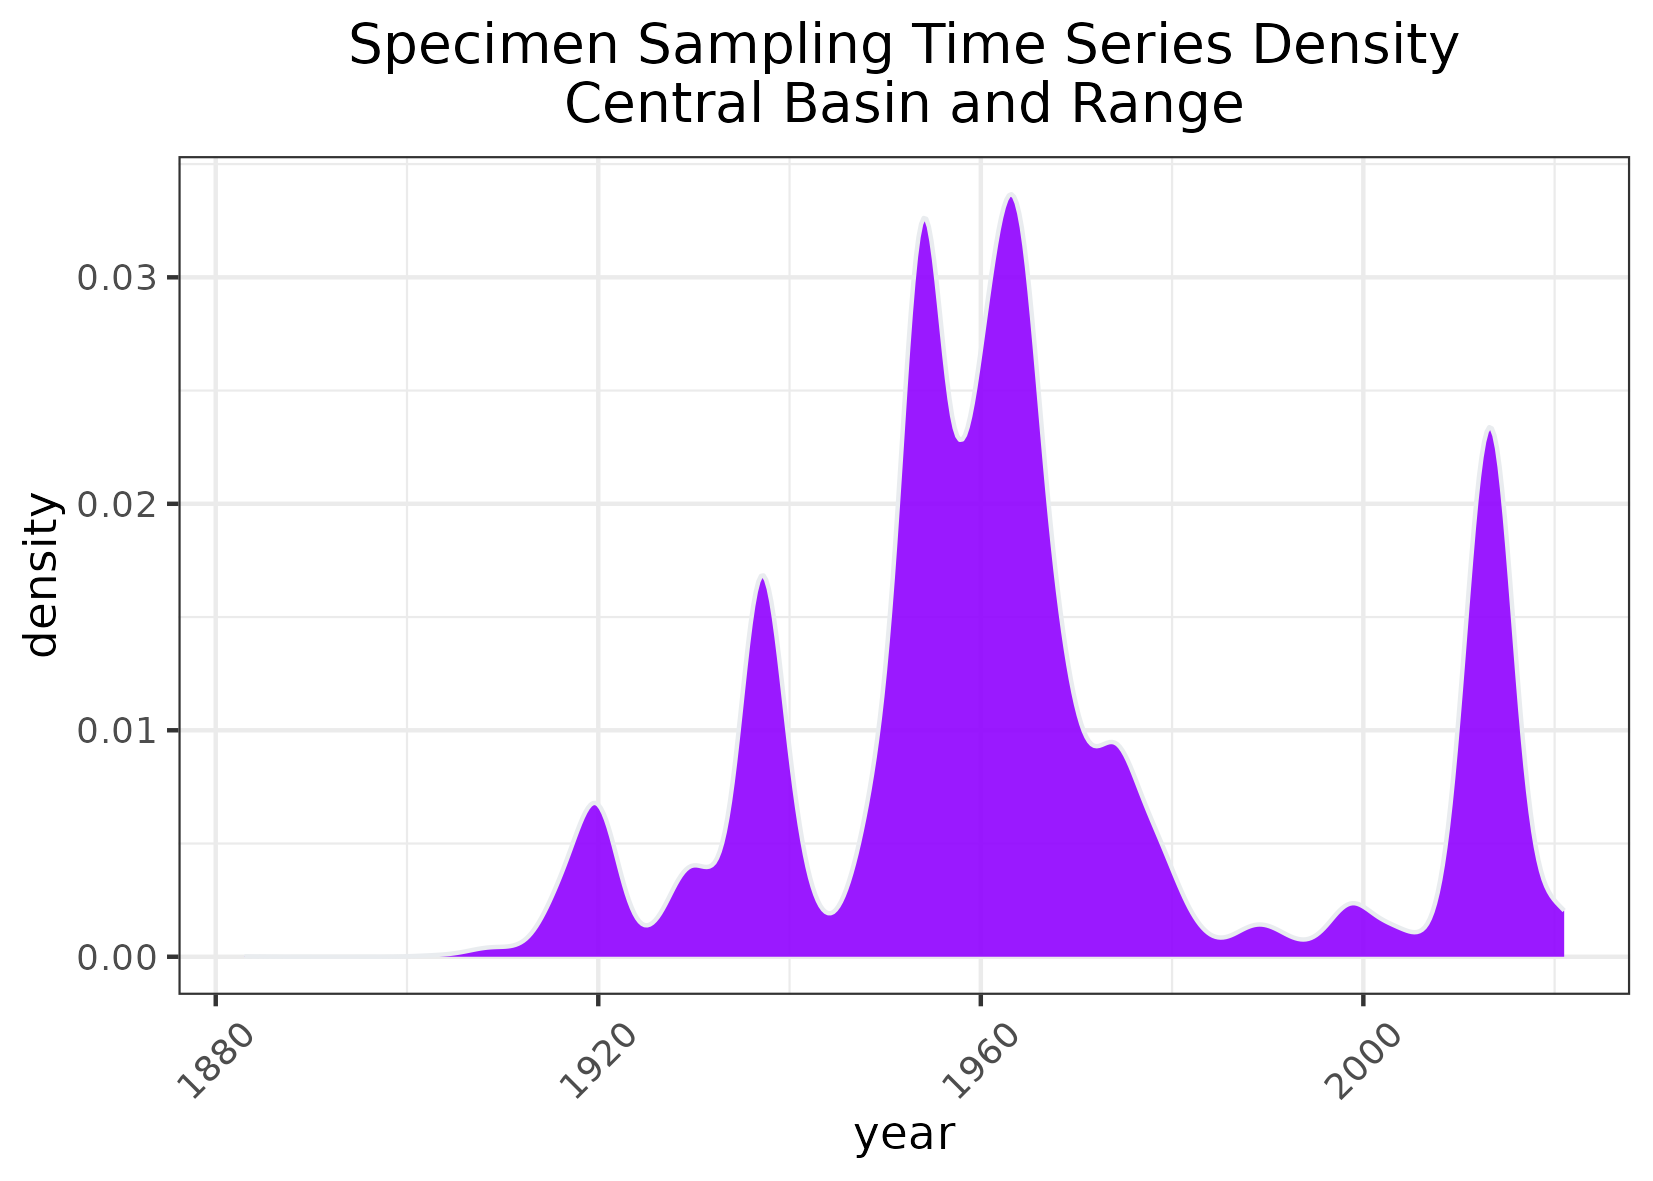 Specimen Sampling Time Series Density
Central Basin and Range
density
0.03
0.02
0.01
0.00
1880
1920
1960
2000
year